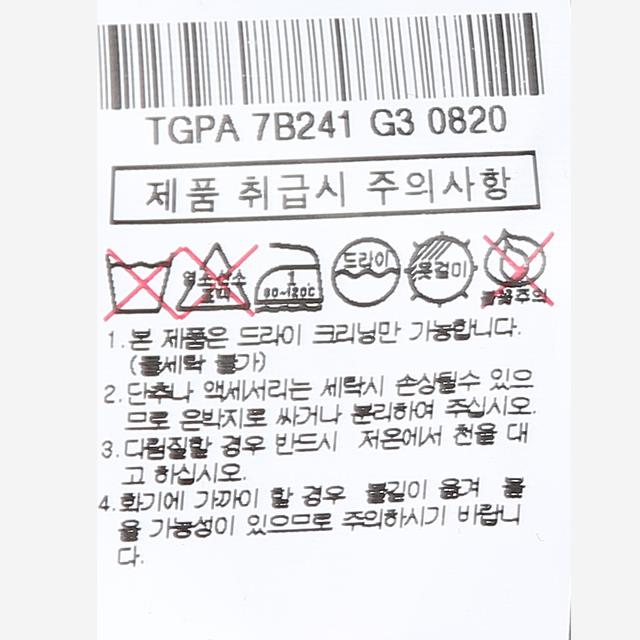 TGPA 7B241 G3 0820
제품 취급시 주의사항
염소산소
표백
1
80~120℃
드라이
옷걸미
불꽃주의
1.본 제품은 드라이 크리닝만 가능합니다.
(물세탁 불가)
2.단추나 액세서리는 세탁시 손상될수 있으
므로 은박지로 싸거나 분리하여 주십시오.
3.다림질할 경우 반드시 저온에서 천을 대
고 하십시오.
4.화기에 가까이 할 경우 불길이 옮겨 붙
을 가능성이 있으므로 주의하시기 바랍니
다.